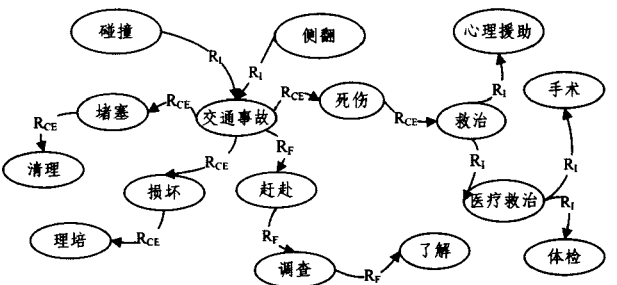 碰撞
侧翻
心理援助
R_I
R_I
R_I
手术
堵塞
R_CE
交通事故
R_CE
死伤
R_CE
救治
R_CE
R_F
R_I
R_I
清理
R_CE
损坏
赶赴
医疗救治
R_I
理培
R_CE
R_F
调查
R_F
了解
体检